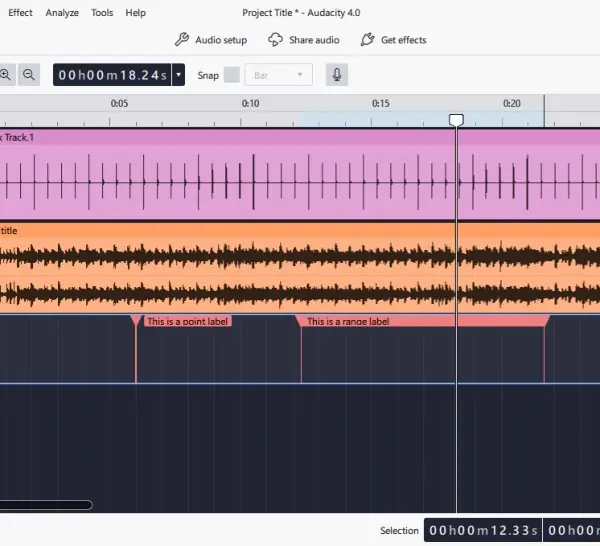 Effect Analyze Tools Help Project Title * - Audacity 4.0
Audio setup Share audio Get effects
00h00m18.24s Snap Bar
0:05 0:10 0:15 0:20
Track.1
title
This is a point label This is a range label
Selection 00h00m12.33s 00h00